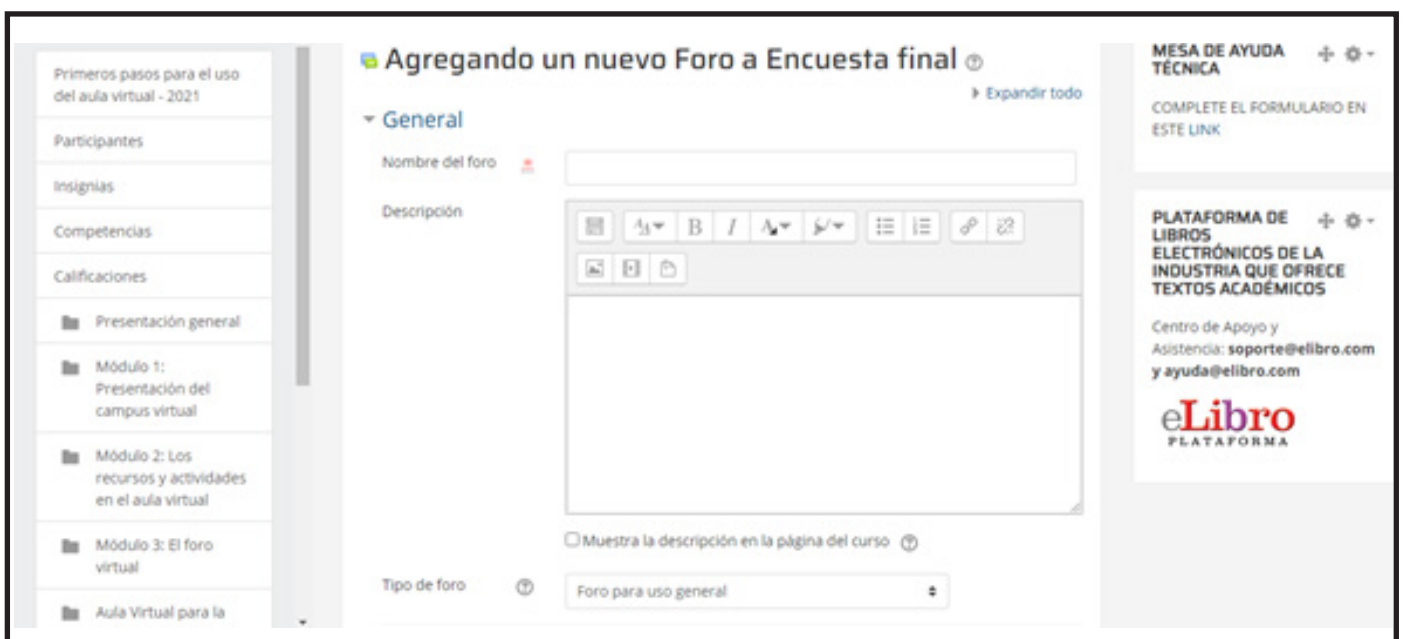 Primeros pasos para el uso
del aula virtual - 2021
Participantes
Insignias
Competencias
Calificaciones
Presentación general
Módulo 1:
Presentación del
campus virtual
Módulo 2: Los
recursos y actividades
en el aula virtual
Módulo 3: El foro
virtual
Aula Virtual para la
Agregando un nuevo Foro a Encuesta final
Expandir todo
General
Nombre del foro
Descripción
B I
Muestra la descripción en la página del curso
Tipo de foro
Foro para uso general
MESA DE AYUDA
TÉCNICA
COMPLETE EL FORMULARIO EN
ESTE LINK
PLATAFORMA DE
LIBROS
ELECTRÓNICOS DE LA
INDUSTRIA QUE OFRECE
TEXTOS ACADÉMICOS
Centro de Apoyo y
Asistencia: soporte@elibro.com
y ayuda@elibro.com
eLibro
PLATAFORMA